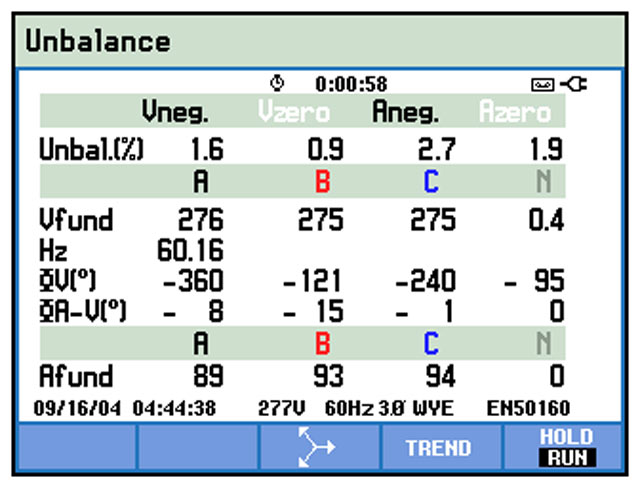 Unbalance
0:00:58
Vneg. Vzero Aneg. Azero
Unbal.(%) 1.6 0.9 2.7 1.9
A B C N
Vfund 276 275 275 0.4
Hz 60.16
ΦV(°) -360 -121 -240 - 95
ΦA-V(°) - 8 - 15 - 1 0
A B C N
Afund 89 93 94 0
09/16/04 04:44:38 277V 60Hz 3Ø WYE EN50160
TREND HOLD
RUN